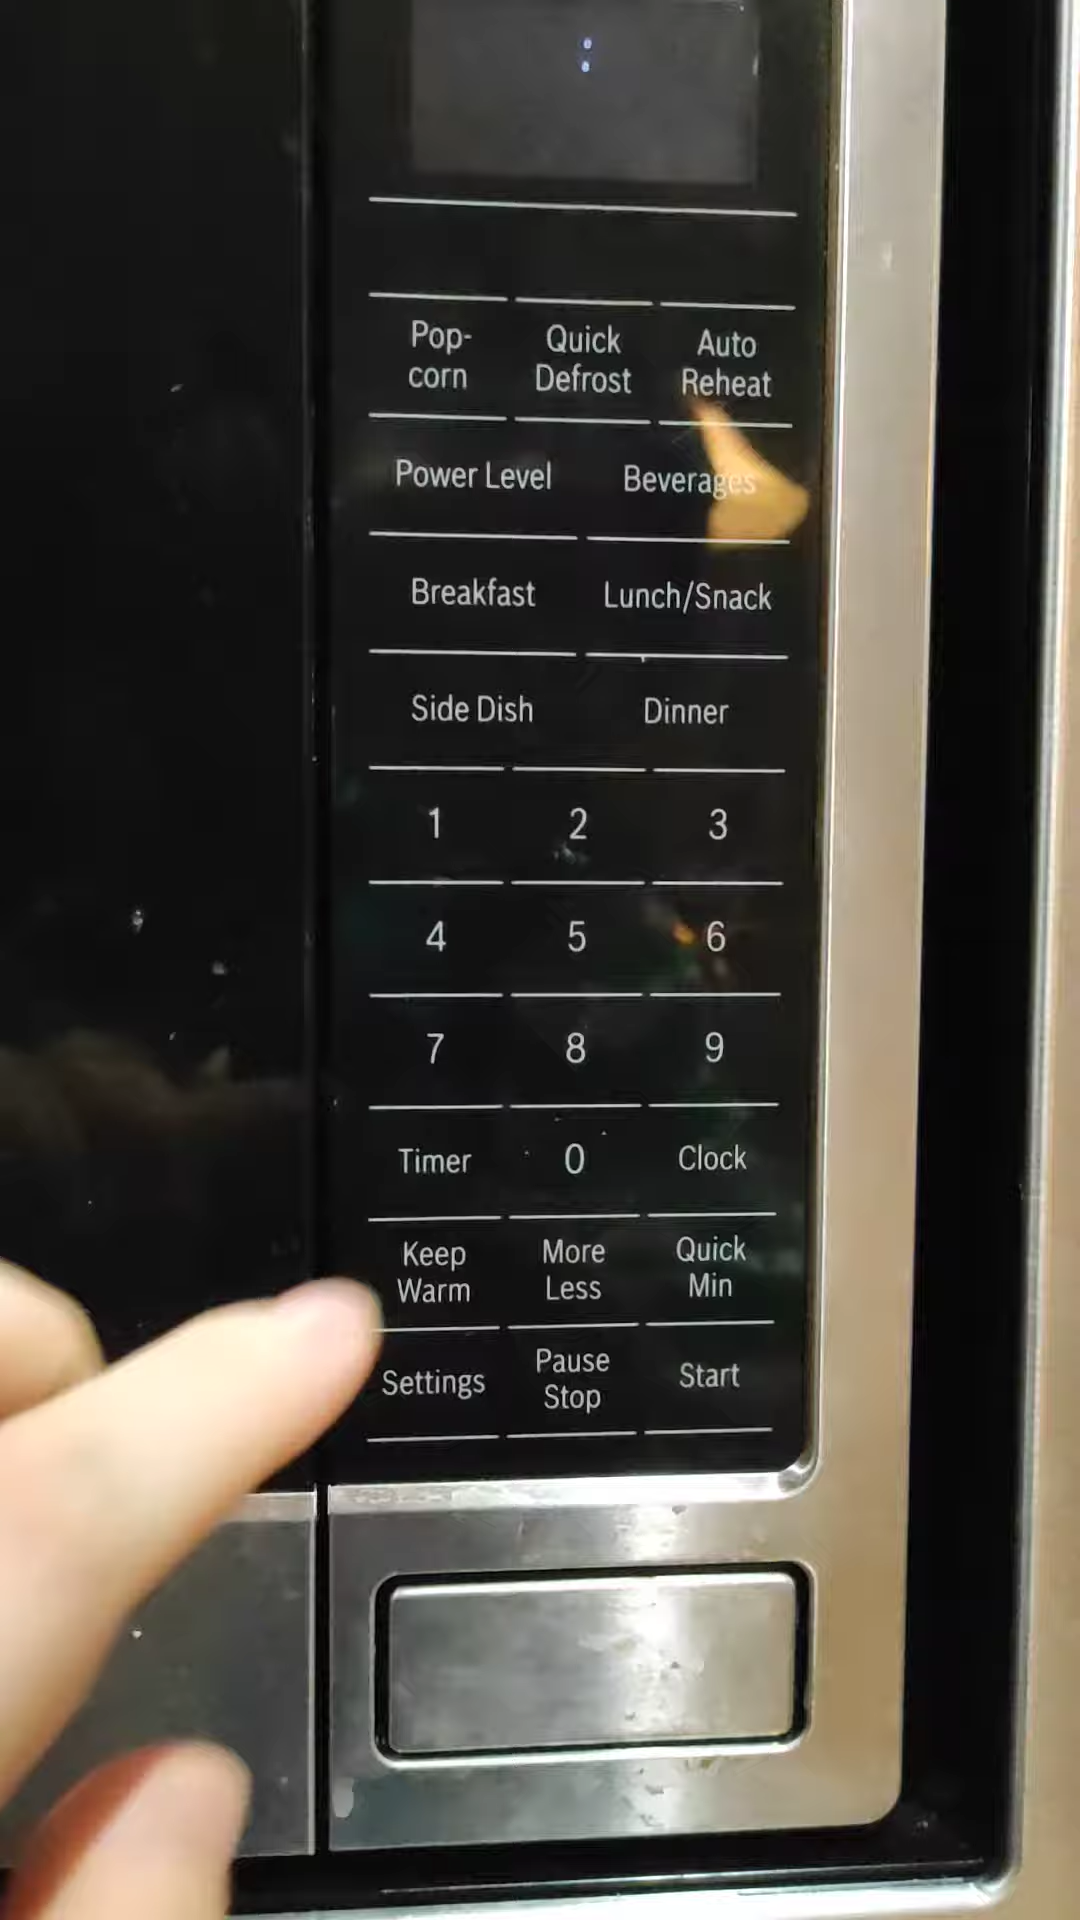 :
Pop-
corn
Quick
Defrost
Auto
Reheat
Power Level
Beverages
Breakfast
Lunch/Snack
Side Dish
Dinner
1
2
3
4
5
6
7
8
9
Timer
0
Clock
Keep
Warm
More
Less
Quick
Min
Settings
Pause
Stop
Start